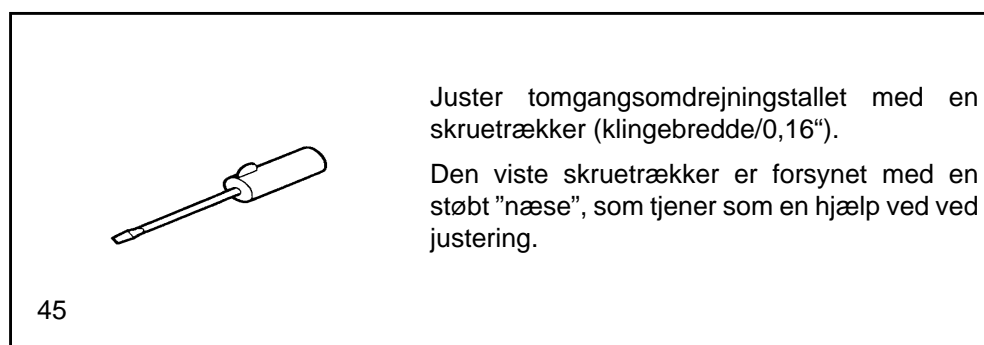 Juster tomgangsomdrejningstallet med en
skruetrækker (klingebredde/0,16“).
Den viste skruetrækker er forsynet med en
støbt ”næse”, som tjener som en hjælp ved ved
justering.
45